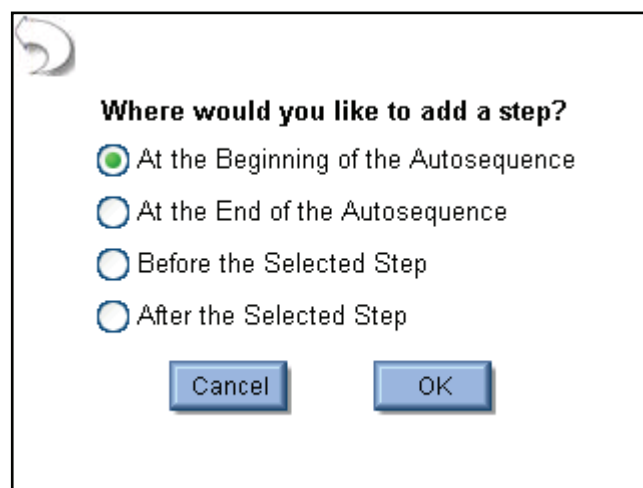 Where would you like to add a step?
At the Beginning of the Autosequence
At the End of the Autosequence
Before the Selected Step
After the Selected Step
Cancel OK